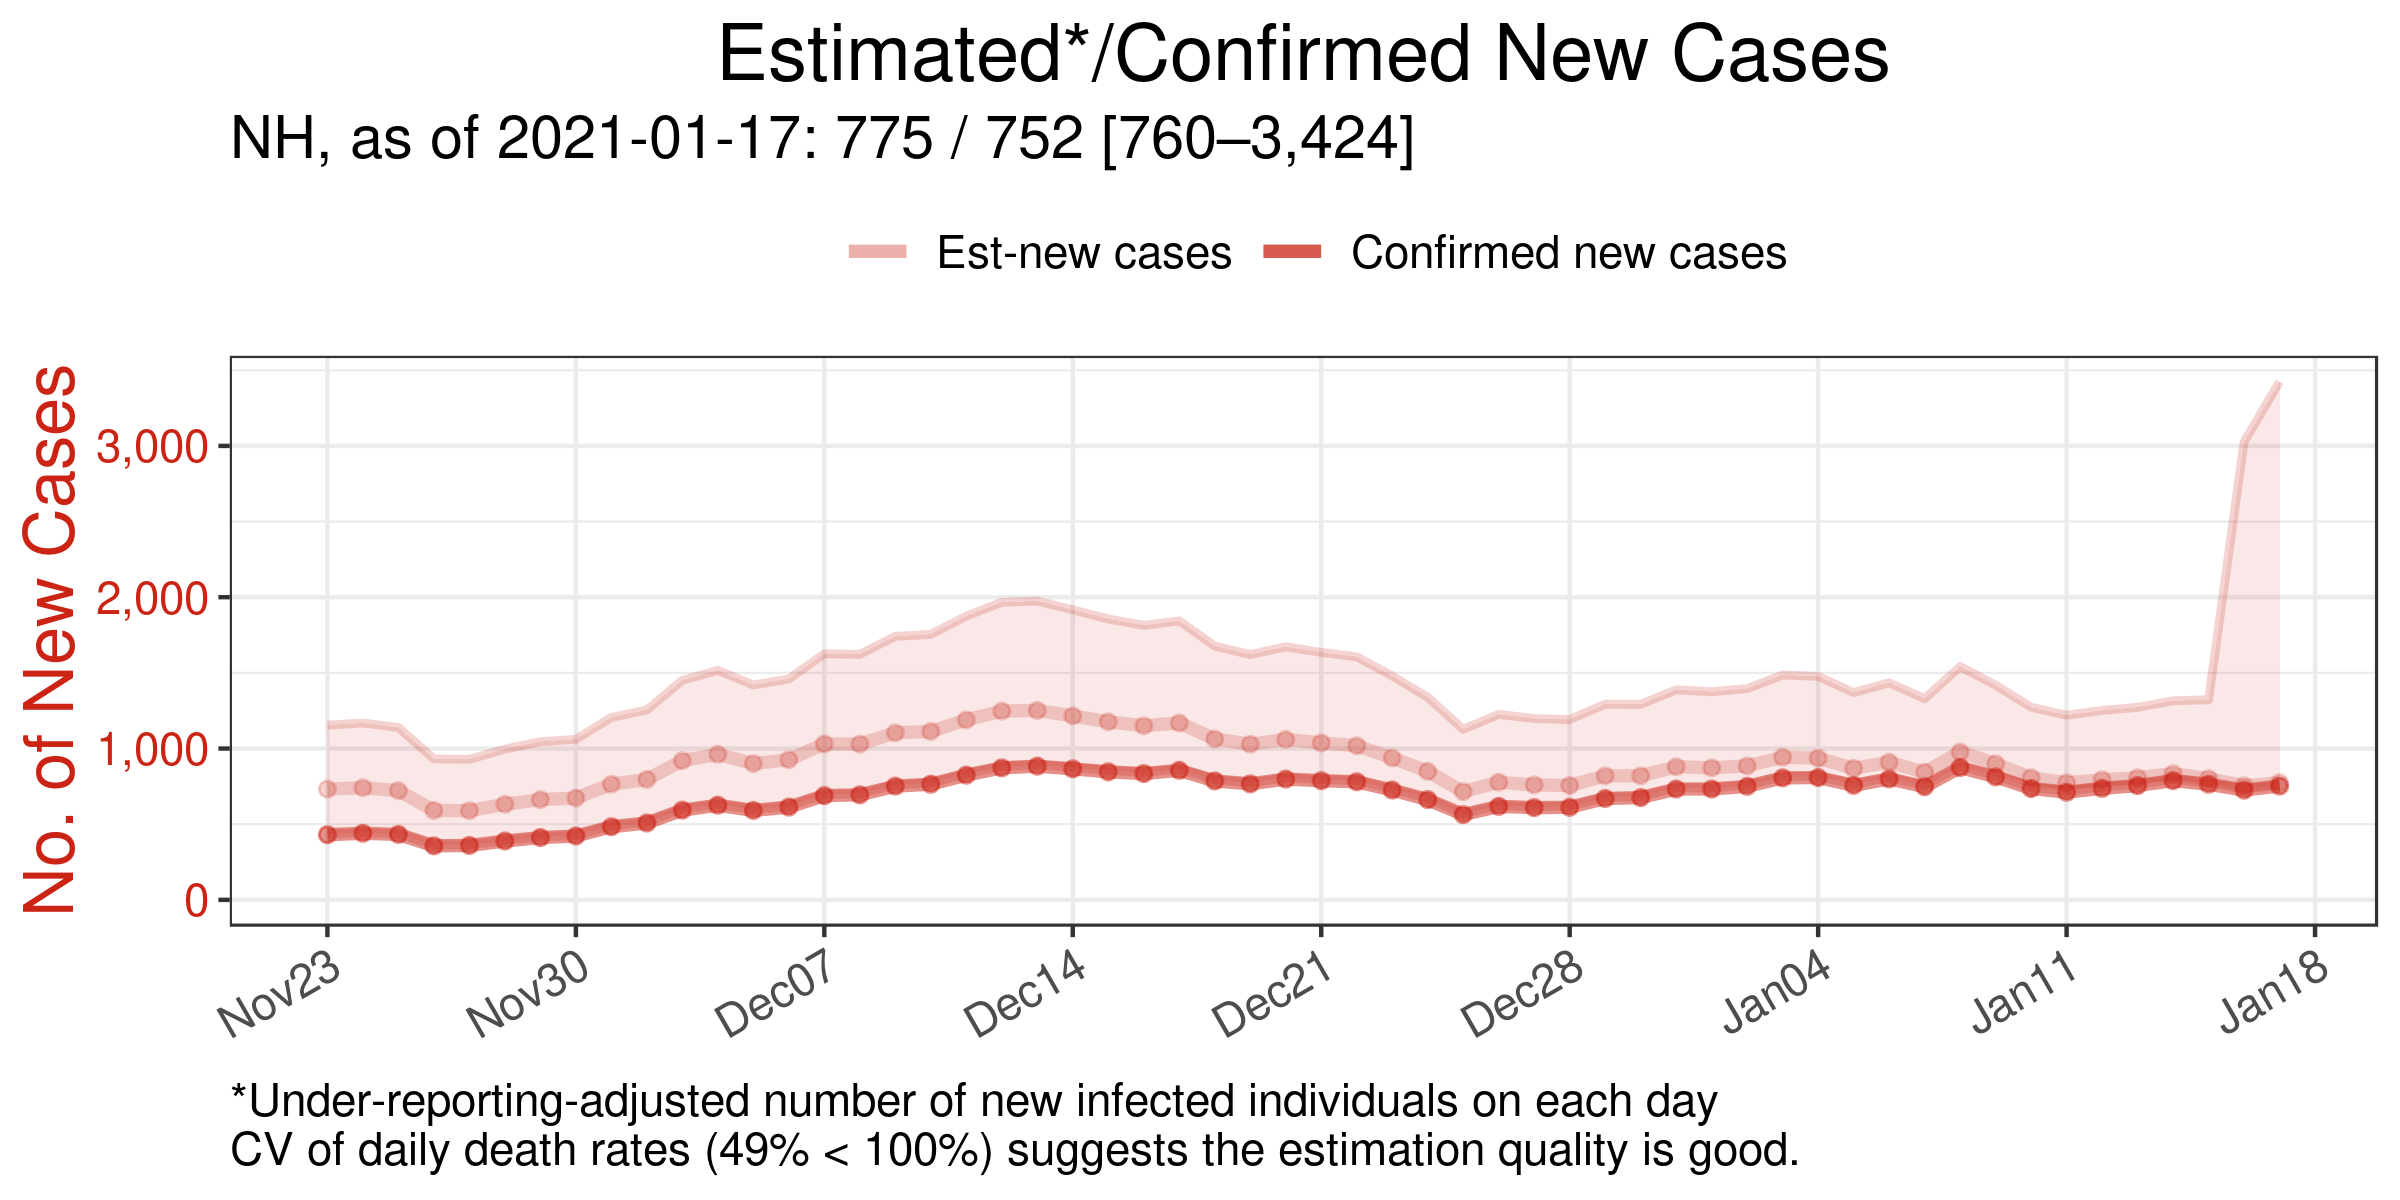 Estimated*/Confirmed New Cases
NH, as of 2021-01-17: 775 / 752 [760–3,424]
Est-new cases Confirmed new cases
No. of New Cases
3,000
2,000
1,000
0
Nov23 Nov30 Dec07 Dec14 Dec21 Dec28 Jan04 Jan11 Jan18
*Under-reporting-adjusted number of new infected individuals on each day
CV of daily death rates (49% < 100%) suggests the estimation quality is good.